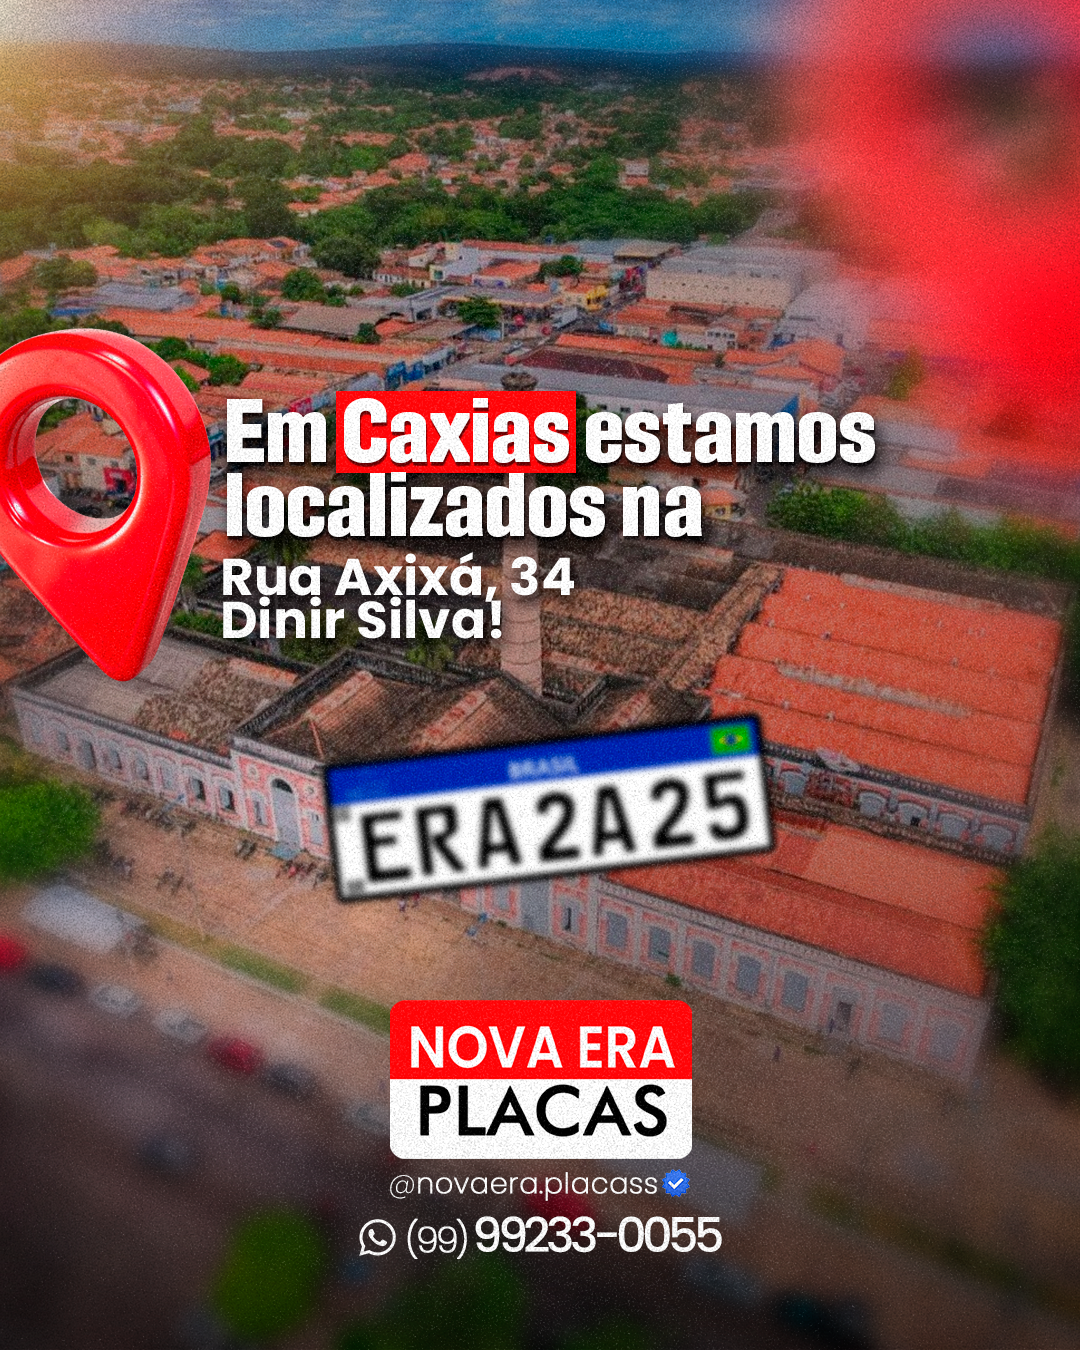 Em Caxias estamos
localizados na
Rua Axixá, 34
Dinir Silva!
BRASIL
ERA2A25
NOVA ERA
PLACAS
@novaera.placass
(99) 99233-0055